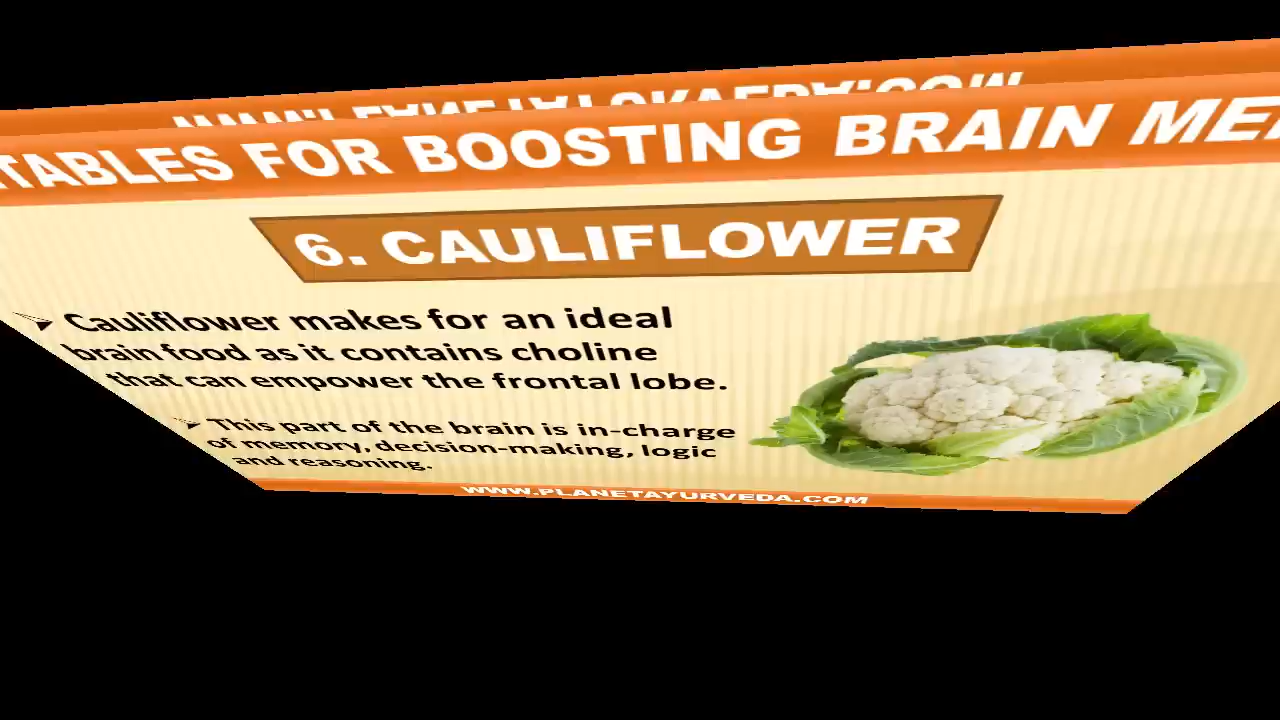 TABLES FOR BOOSTING BRAIN
6. CAULIFLOWER
Cauliflower makes for an ideal
brain food as it contains choline
that can empower the frontal lobe.
This part of the brain is in-charge
of memory, decision-making, logic
and reasoning.
WWW.PLANETAYURVEDA.COM